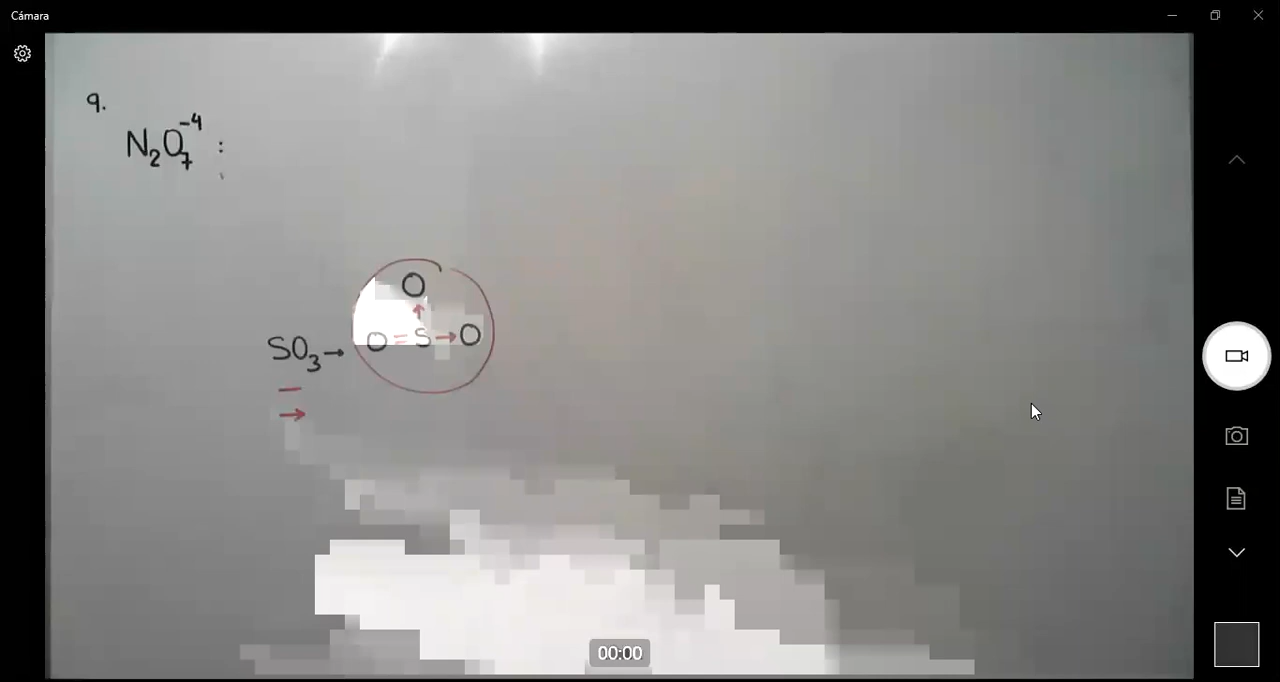 Cámara
9.
N₂O₇⁻⁴ :
O
↑
SO₃ → O = S → O
00:00